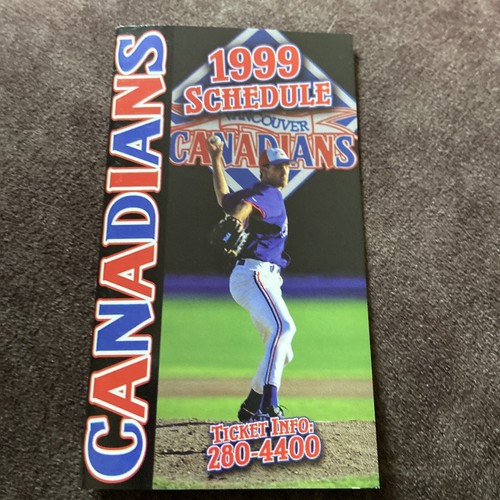 CANADIANS
1999
SCHEDULE
VANCOUVER
CANADIANS
TICKET INFO:
280-4400